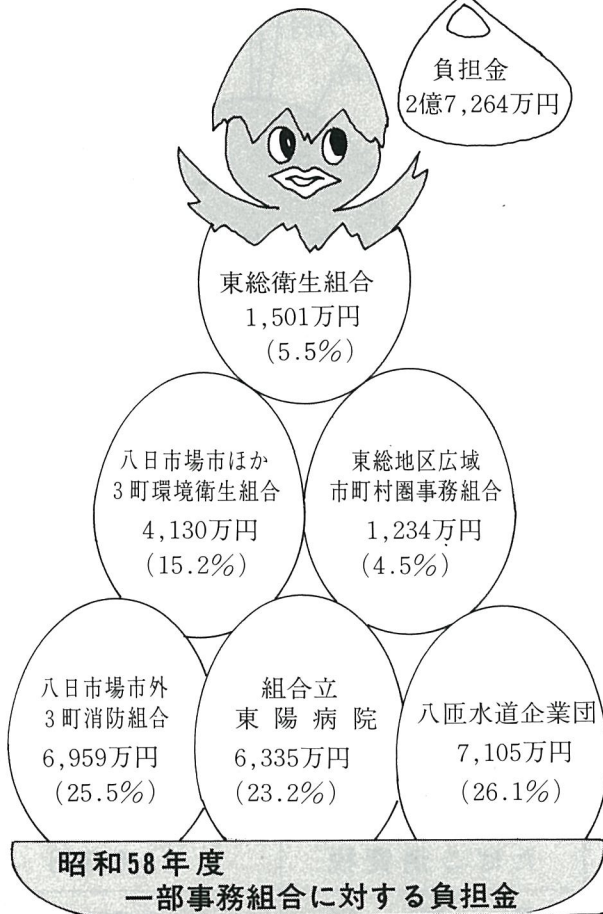 負担金
2億7,264万円
東総衛生組合
1,501万円
(5.5%)
八日市場市ほか
3町環境衛生組合
4,130万円
(15.2%)
東総地区広域
市町村圏事務組合
1,234万円
(4.5%)
八日市場市外
3町消防組合
6,959万円
(25.5%)
組合立
東陽病院
6,335万円
(23.2%)
八匝水道企業団
7,105万円
(26.1%)
昭和58年度
一部事務組合に対する負担金